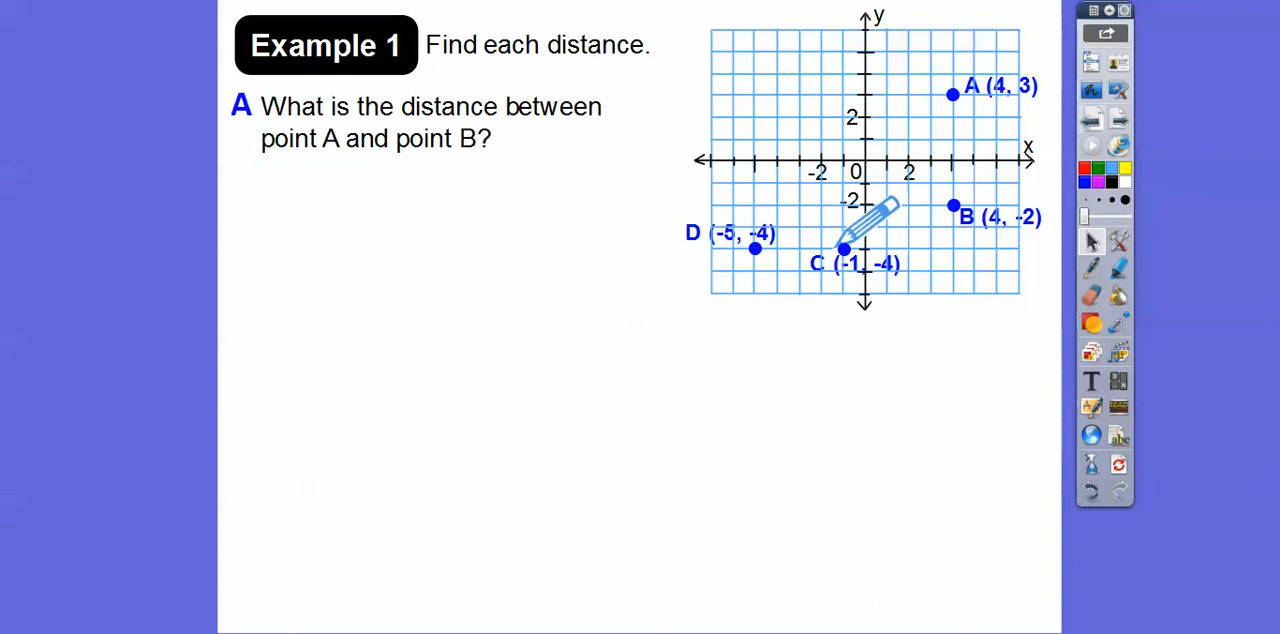 Example 1 Find each distance.
A What is the distance between
point A and point B?
y
A (4, 3)
2
x
-2 0 2
-2
B (4, -2)
D (-5, -4)
C (-1, -4)
T
abc